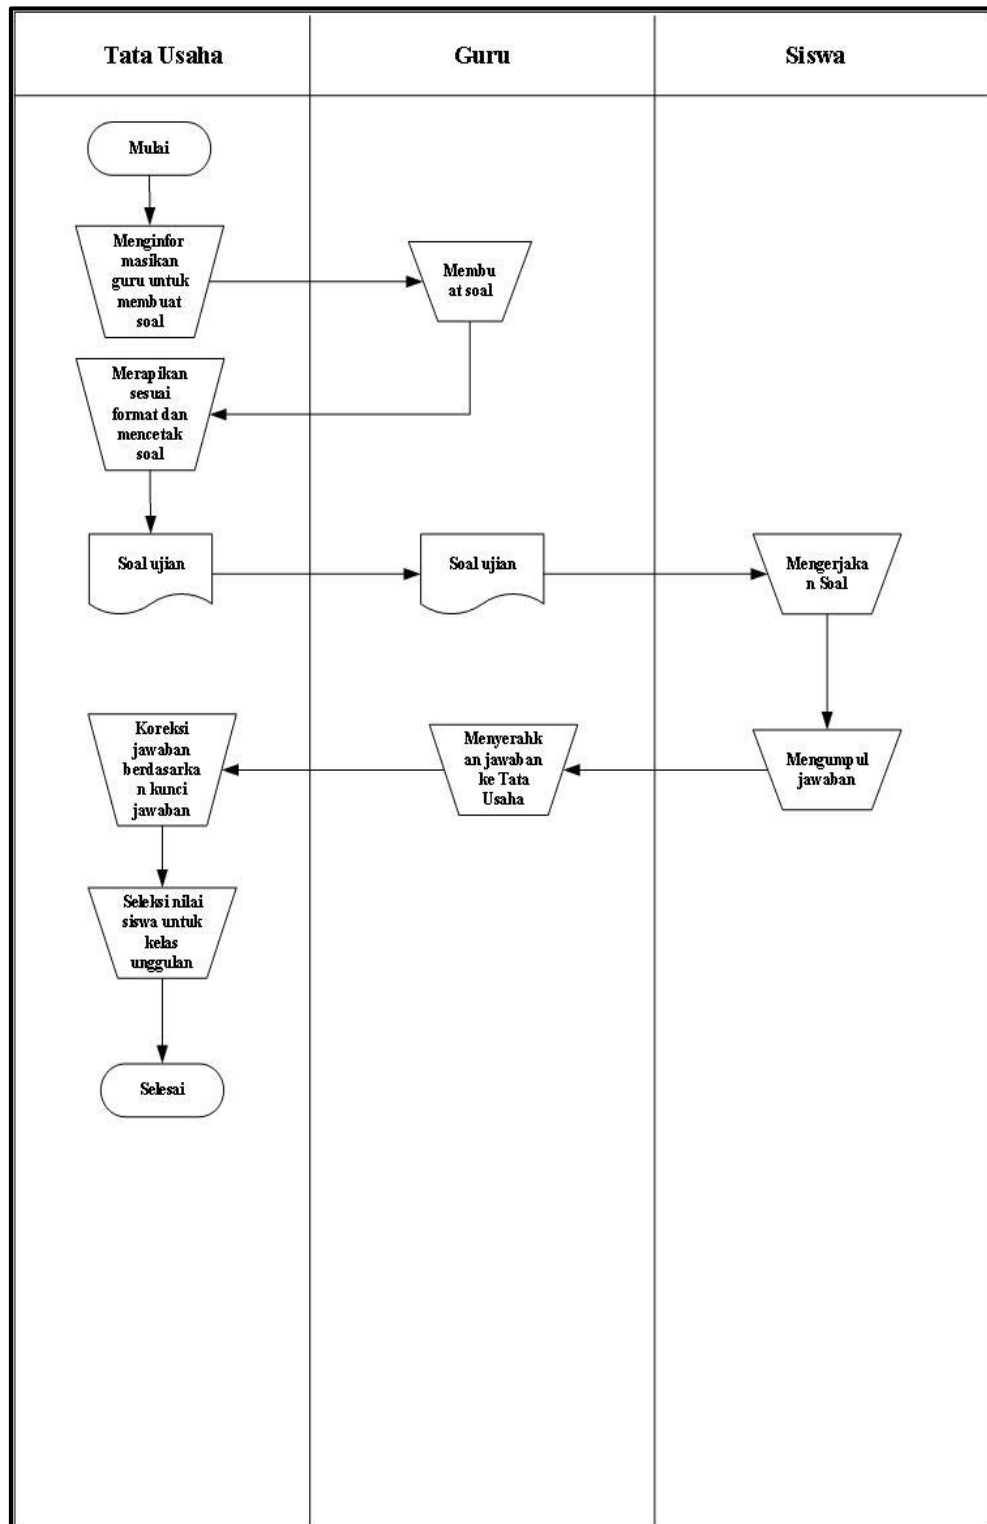 Tata Usaha
Guru
Siswa
Mulai
Menginfor
masikan
guru untuk
membuat
soal
Membu
at soal
Merapikan
sesuai
format dan
mencetak
soal
Soal ujian
Soal ujian
Mengerjaka
n Soal
Koreksi
jawaban
berdasarka
n kunci
jawaban
Menyerahk
an jawaban
ke Tata
Usaha
Mengumpul
jawaban
Seleksi nilai
siswa untuk
kelas
unggulan
Selesai